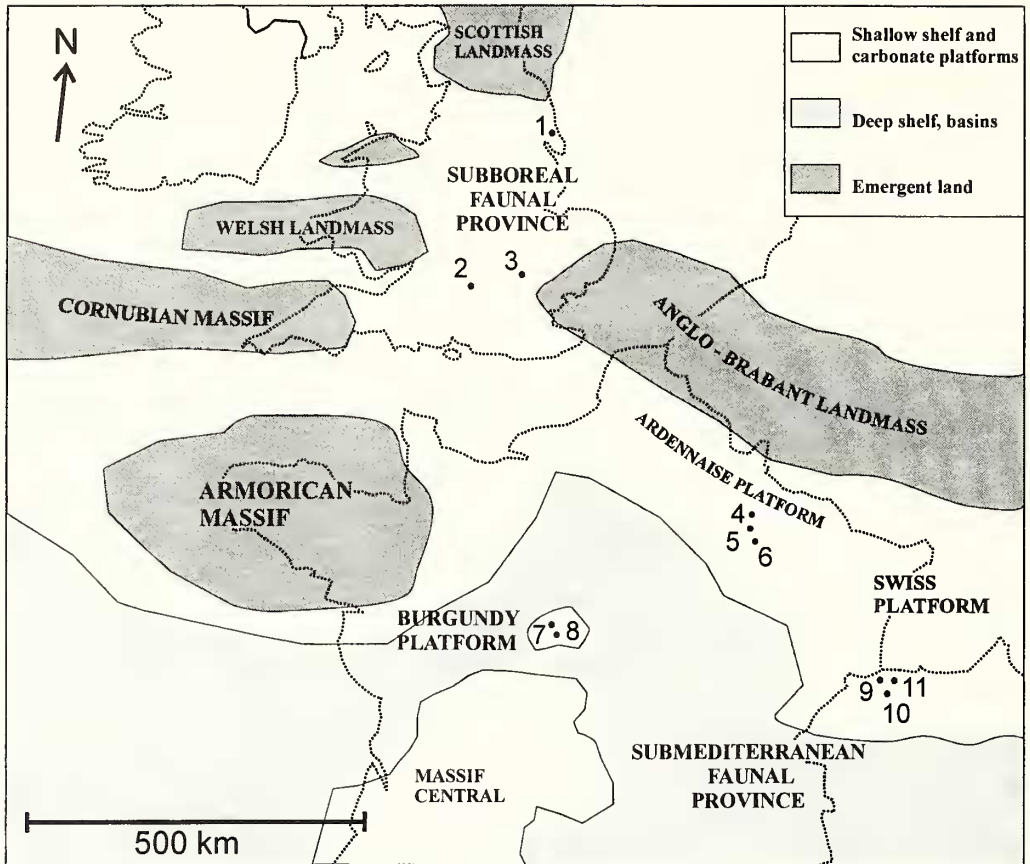 N
SCOTTISH
LANDMASS
Shallow shelf and
carbonate platforms
Deep shelf, basins
Emergent land
1
SUBBOREAL
FAUNAL
PROVINCE
WELSH LANDMASS
2
3
CORNUBIAN MASSIF
ANGLO - BRABANT LANDMASS
ARDENNAISE PLATFORM
ARMORICAN
MASSIF
4
5
6
SWISS
PLATFORM
BURGUNDY
PLATFORM
7
8
9
11
10
SUBMEDITERRANEAN
FAUNAL
PROVINCE
MASSIF
CENTRAL
500 km